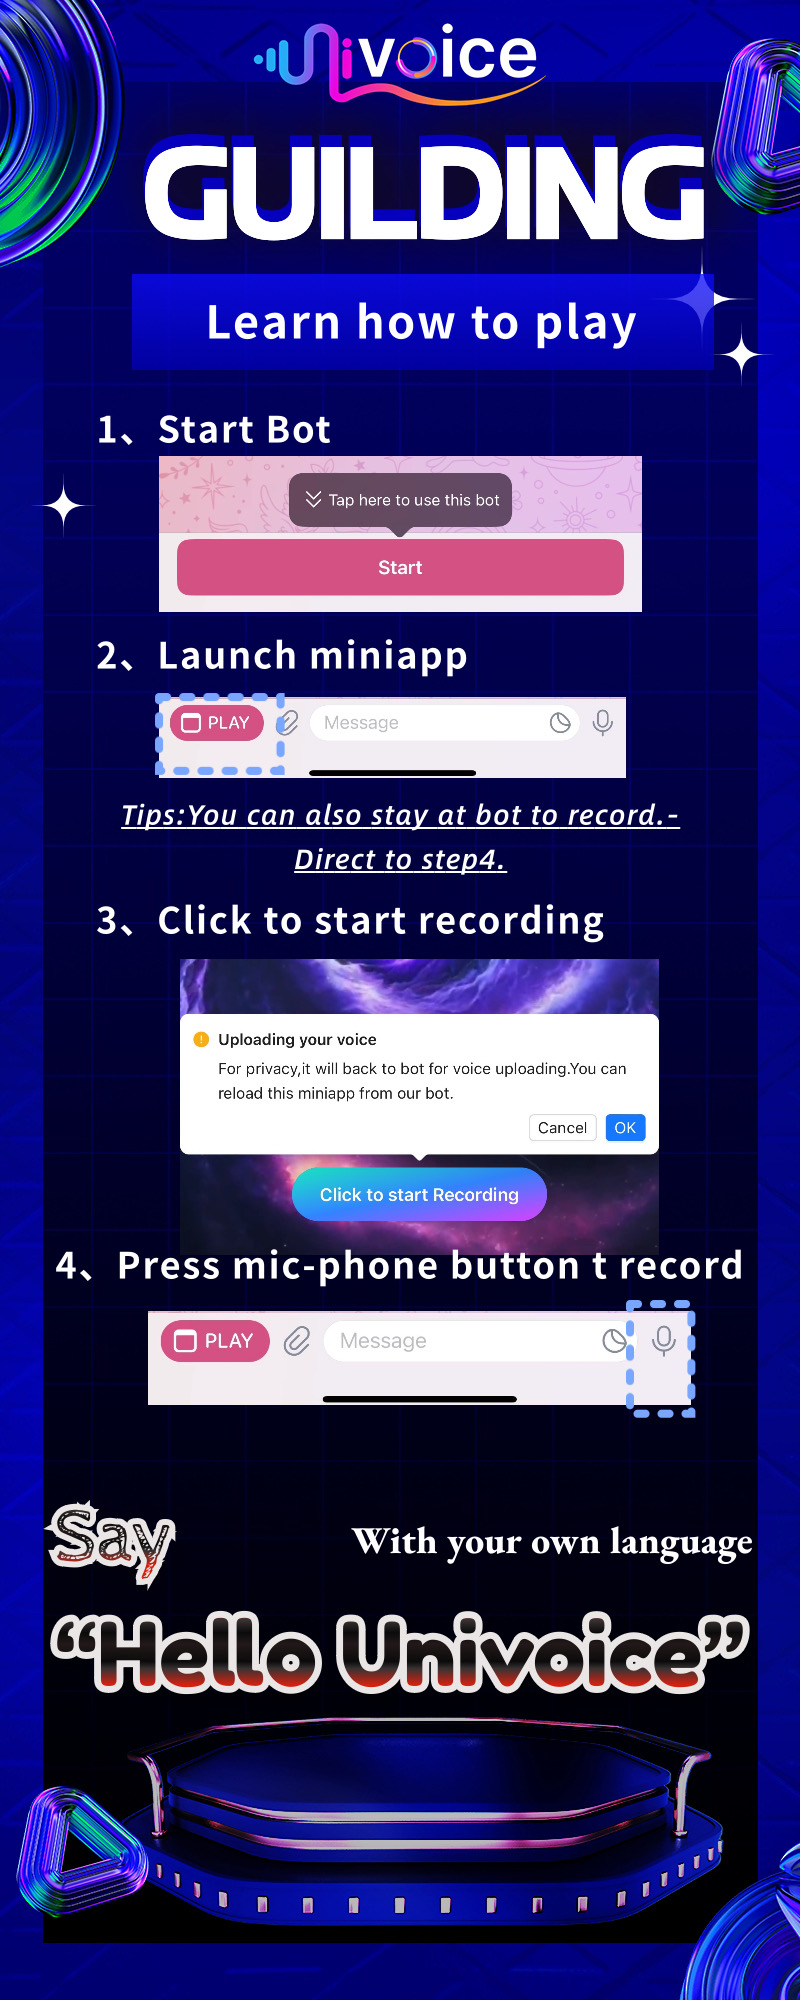 Univoice
GUILDING
Learn how to play
1、Start Bot
Tap here to use this bot
Start
2、Launch miniapp
PLAY Message
Tips:You can also stay at bot to record.-
Direct to step4.
3、Click to start recording
Uploading your voice
For privacy,it will back to bot for voice uploading.You can
reload this miniapp from our bot.
Cancel OK
Click to start Recording
4、Press mic-phone button t record
PLAY Message
Say With your own language
“Hello Univoice”